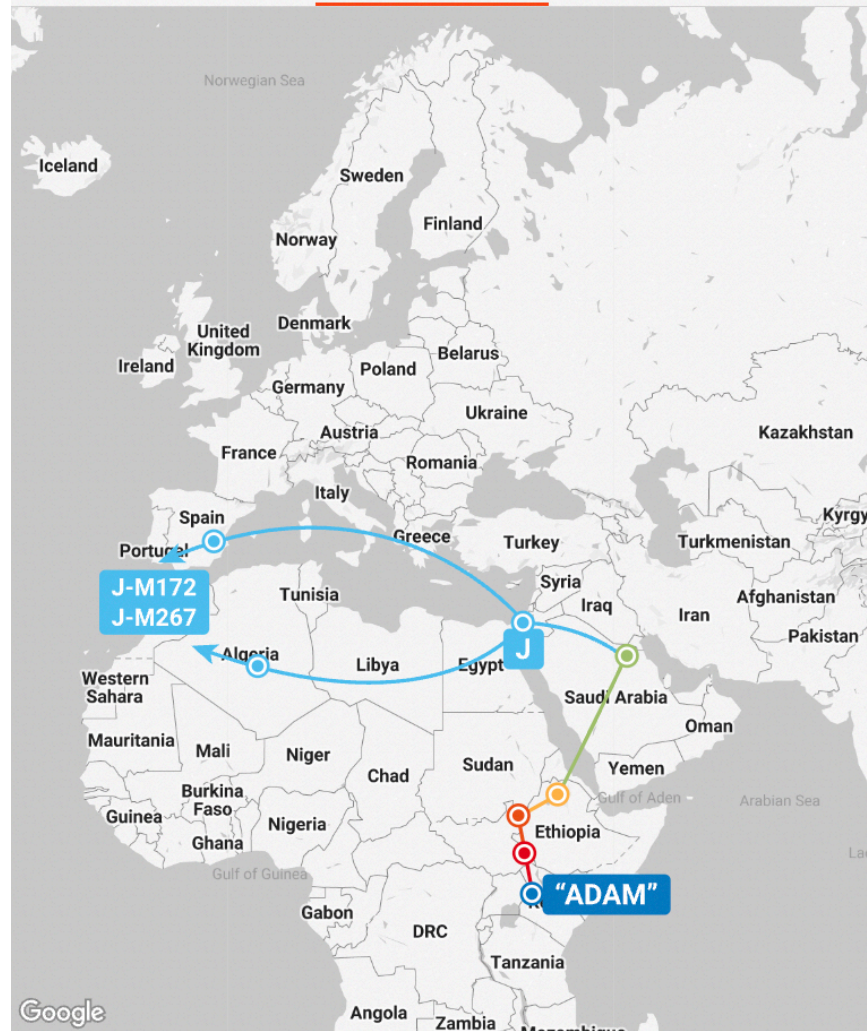 Norwegian Sea
Iceland
Sweden
Finland
Norway
United
Kingdom
Denmark
Ireland
Belarus
Poland
Germany
Ukraine
Austria
Kazakhstan
France
Romania
Italy
Spain
Kyrgy
Greece
Portugal
Turkey
Turkmenistan
J-M172
J-M267
Tunisia
Syria
Iraq
Iran
Afghanistan
Pakistan
J
Algeria
Libya
Egypt
Western
Sahara
Saudi Arabia
Oman
Mauritania
Mali
Niger
Chad
Sudan
Yemen
Burkina
Faso
Gulf of Aden
Arabian Sea
Guinea
Nigeria
Ethiopia
Ghana
Gulf of Guinea
"ADAM"
Gabon
DRC
Tanzania
Google
Angola
Zambia